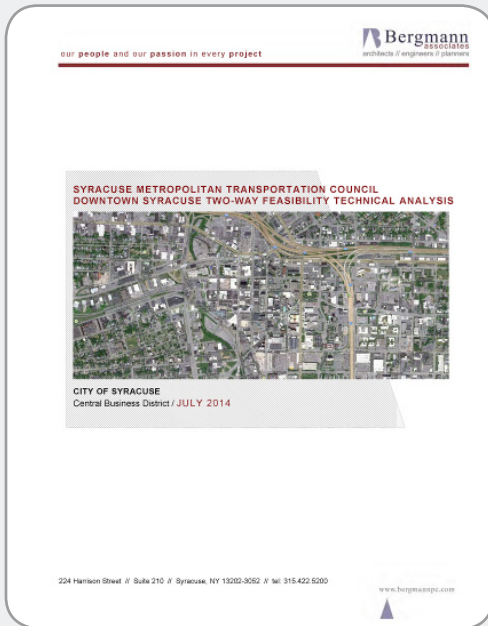 our people and our passion in every project
Bergmann
associates
architects // engineers // planners
SYRACUSE METROPOLITAN TRANSPORTATION COUNCIL
DOWNTOWN SYRACUSE TWO-WAY FEASIBILITY TECHNICAL ANALYSIS
CITY OF SYRACUSE
Central Business District / JULY 2014
224 Harrison Street // Suite 210 // Syracuse, NY 13202-3052 // tel: 315.422.5200
www.bergmannpc.com